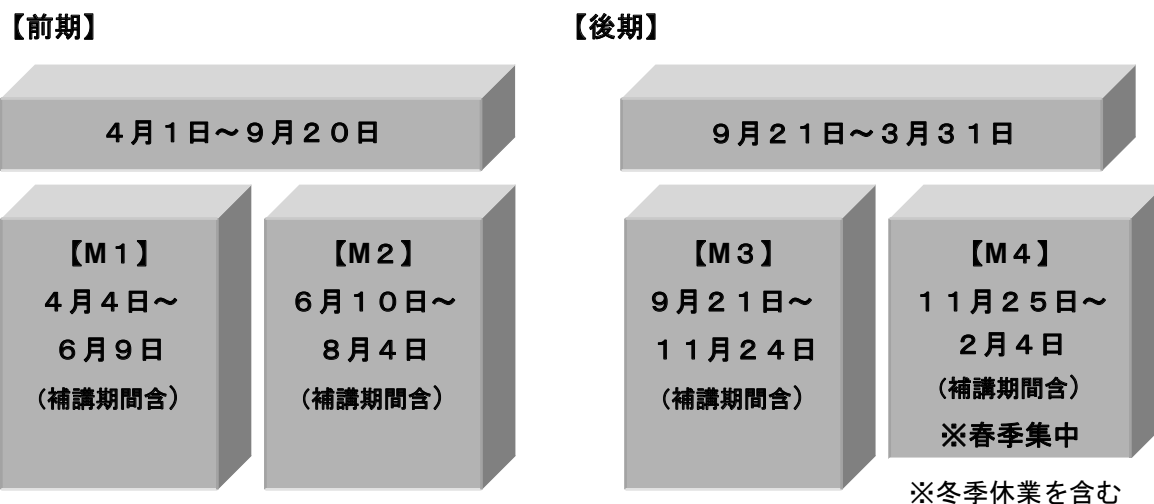 【前期】
４月１日～９月２０日
【Ｍ１】
４月４日～
６月９日
（補講期間含）
【Ｍ２】
６月１０日～
８月４日
（補講期間含）
【後期】
９月２１日～３月３１日
【Ｍ３】
９月２１日～
１１月２４日
（補講期間含）
【Ｍ４】
１１月２５日～
２月４日
（補講期間含）
※春季集中
※冬季休業を含む